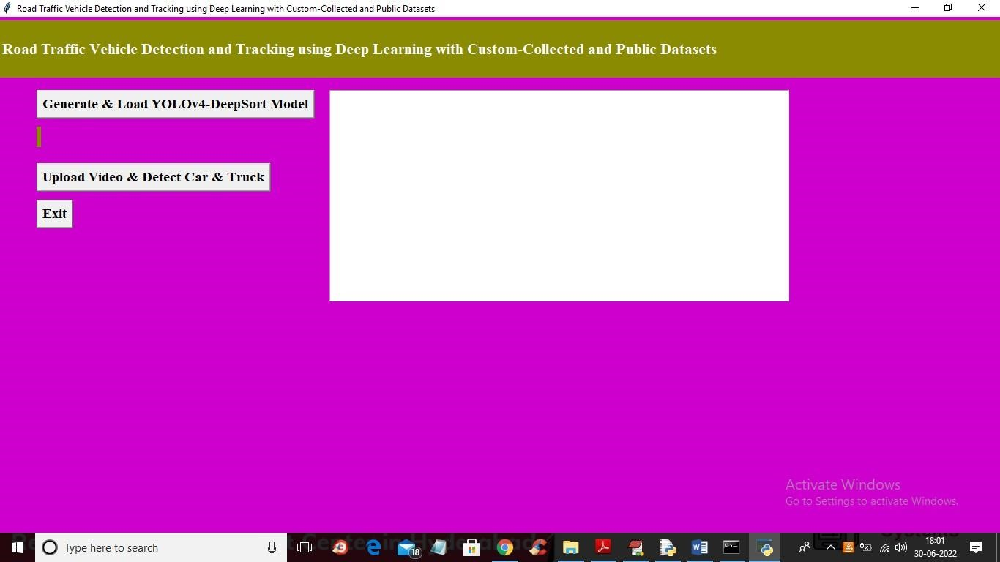 Road Traffic Vehicle Detection and Tracking using Deep Learning with Custom-Collected and Public Datasets
Road Traffic Vehicle Detection and Tracking using Deep Learning with Custom-Collected and Public Datasets
Generate & Load YOLOv4-DeepSort Model
Upload Video & Detect Car & Truck
Exit
Activate Windows
Go to Settings to activate Windows.
Type here to search
18
18:01
30-06-2022